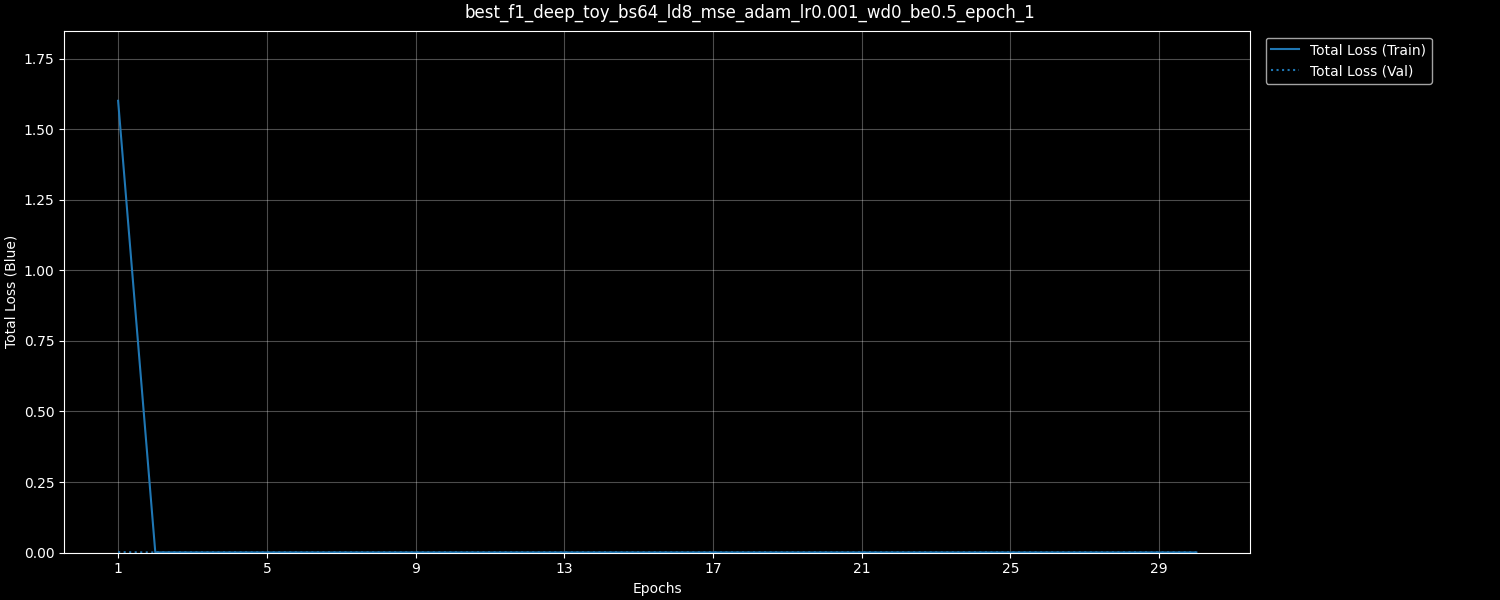 best_f1_deep_toy_bs64_ld8_mse_adam_lr0.001_wd0_be0.5_epoch_1
Total Loss (Train)
Total Loss (Val)
Total Loss (Blue)
1.75
1.50
1.25
1.00
0.75
0.50
0.25
0.00
1 5 9 13 17 21 25 29
Epochs